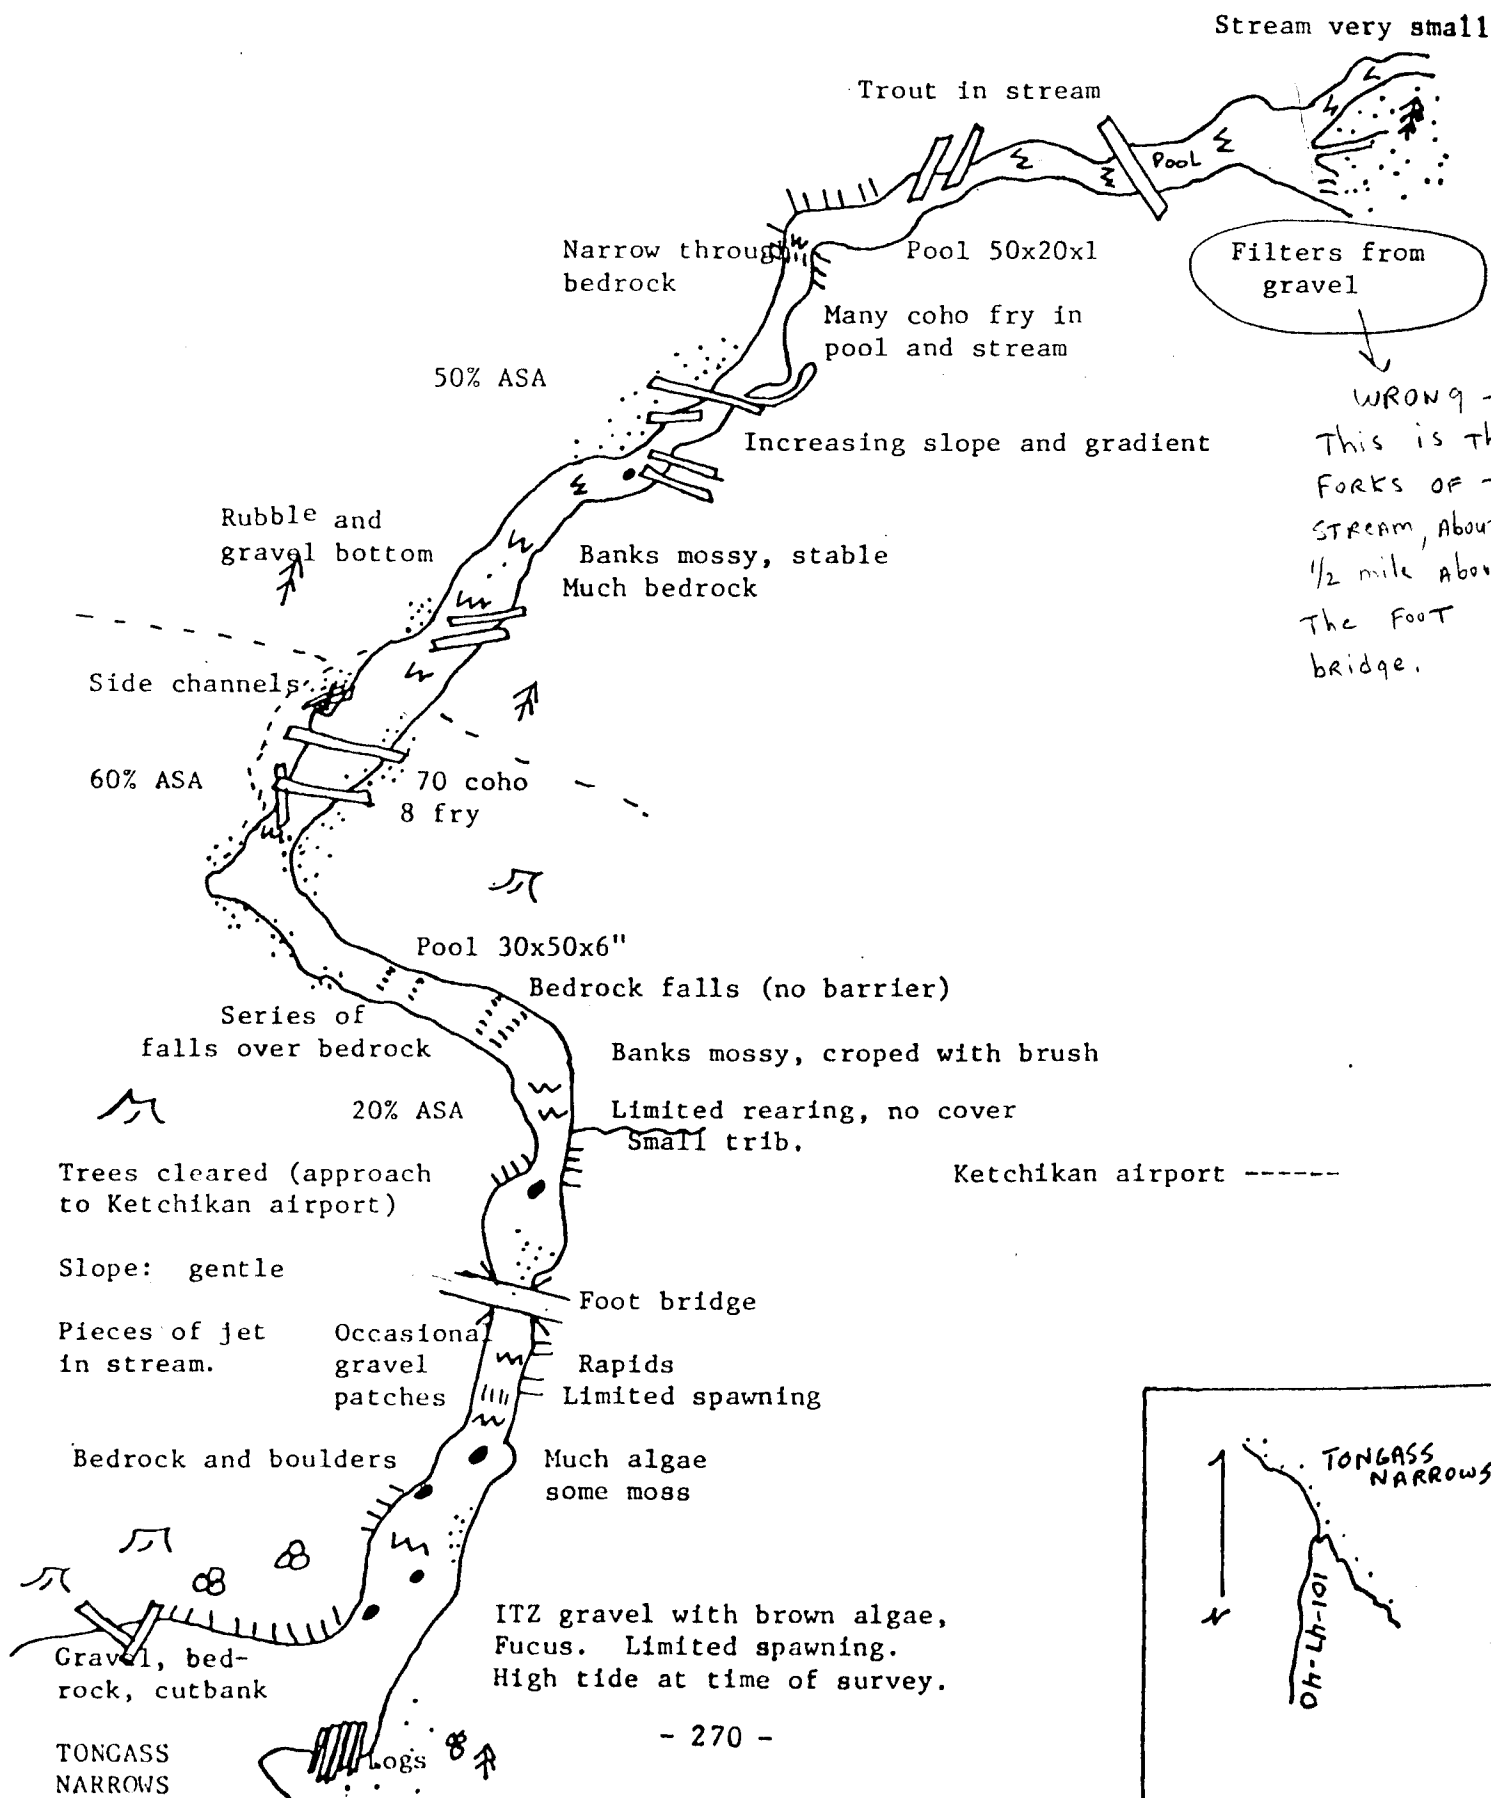 Stream very small
Trout in stream
POOL
Narrow through
bedrock
Pool 50x20x1
Filters from
gravel
Many coho fry in
pool and stream
50% ASA
WRONG -
This is Th
FORKS OF -
STREAM, About
1/2 mile Abov
The FOOT
bridge.
Increasing slope and gradient
Rubble and
gravel bottom
Banks mossy, stable
Much bedrock
Side channels
60% ASA
70 coho
8 fry
Pool 30x50x6"
Bedrock falls (no barrier)
Series of
falls over bedrock
Banks mossy, croped with brush
20% ASA
Limited rearing, no cover
Small trib.
Trees cleared (approach
to Ketchikan airport)
Ketchikan airport ------
Slope: gentle
Foot bridge
Pieces of jet
in stream.
Occasional
gravel
patches
Rapids
Limited spawning
Bedrock and boulders
Much algae
some moss
TONGASS
NARROWS
N
101-47-40
ITZ gravel with brown algae,
Fucus. Limited spawning.
High tide at time of survey.
Gravel, bed-
rock, cutbank
- 270 -
TONGASS
NARROWS
Logs